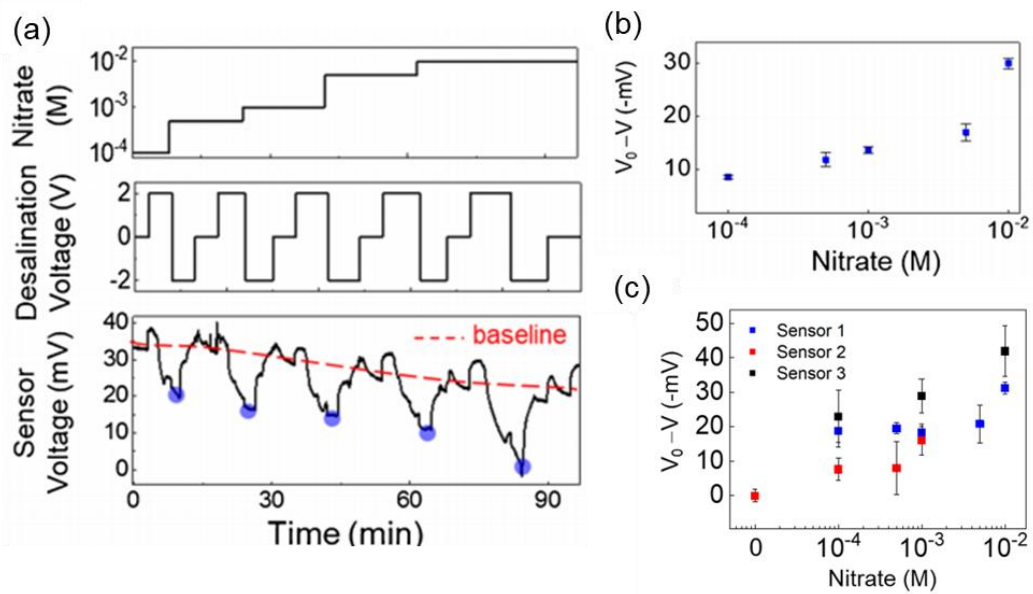 (a)
Nitrate
(M)
10⁻²
10⁻³
10⁻⁴
Desalination
Voltage (V)
2
0
-2
Sensor
Voltage (mV)
40
30
20
10
0
baseline
0
30
60
90
Time (min)
(b)
V₀–V (-mV)
30
20
10
10⁻⁴
10⁻³
10⁻²
Nitrate (M)
(c)
V₀–V (-mV)
50
40
30
20
10
0
Sensor 1
Sensor 2
Sensor 3
0
10⁻⁴
10⁻³
10⁻²
Nitrate (M)